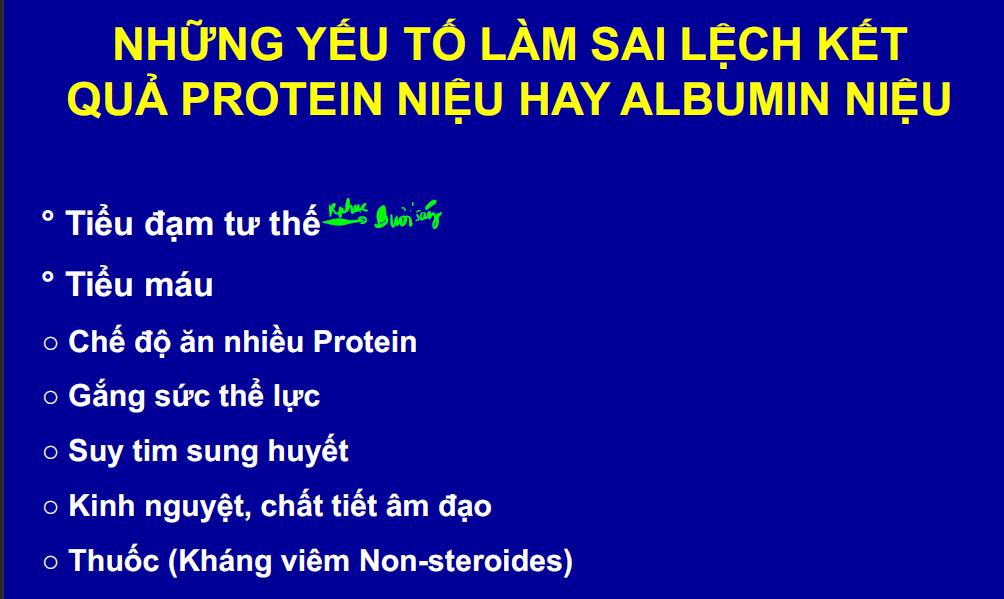 NHỮNG YẾU TỐ LÀM SAI LỆCH KẾT
QUẢ PROTEIN NIỆU HAY ALBUMIN NIỆU
° Tiểu đạm tư thế Buổi sáng
° Tiểu máu
○ Chế độ ăn nhiều Protein
○ Gắng sức thể lực
○ Suy tim sung huyết
○ Kinh nguyệt, chất tiết âm đạo
○ Thuốc (Kháng viêm Non-steroides)